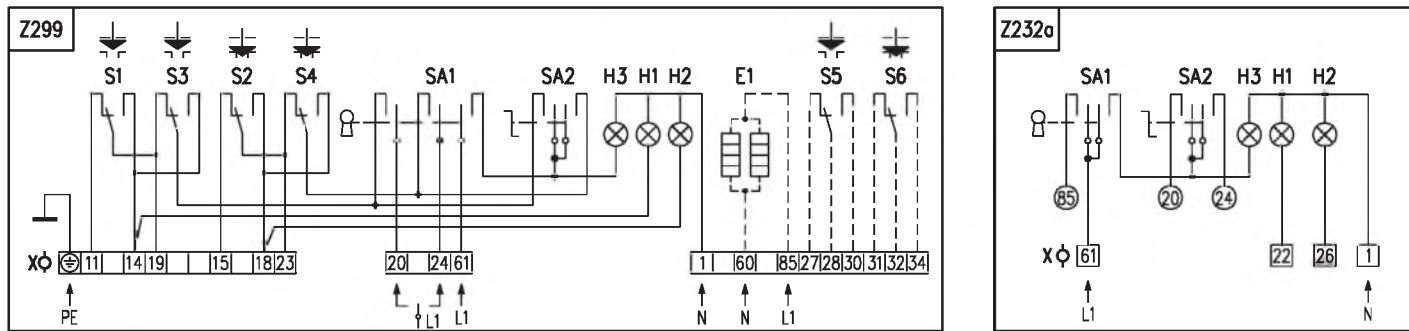 Z299
S1 S3 S2 S4 SA1 SA2 H3 H1 H2 E1 S5 S6
X 11 14 19 15 18 23 20 24 61 1 60 85 27 28 30 31 32 34
PE L1 L1 N N L1
Z232a
SA1 SA2 H3 H1 H2
85 20 24
X 61 22 26 1
L1 N